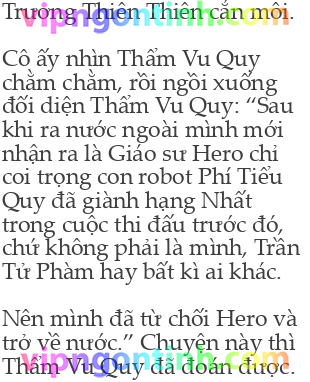 Trương Thiên Thiên cắn môi.
vipngontinh.com
Cô ấy nhìn Thẩm Vu Quy
chằm chằm, rồi ngồi xuống
đối diện Thẩm Vu Quy: “Sau
khi ra nước ngoài mình mới
nhận ra là Giáo sư Hero chỉ
coi trọng con robot Phí Tiểu
Quy đã giành hạng Nhất
trong cuộc thi đấu trước đó,
chứ không phải là mình, Trần
Tử Phàm hay bất kì ai khác.
Nên mình đã từ chối Hero và
trở về nước.” Chuyện này thì
vipngontinh.com
Thẩm Vu Quy đã đoán được.